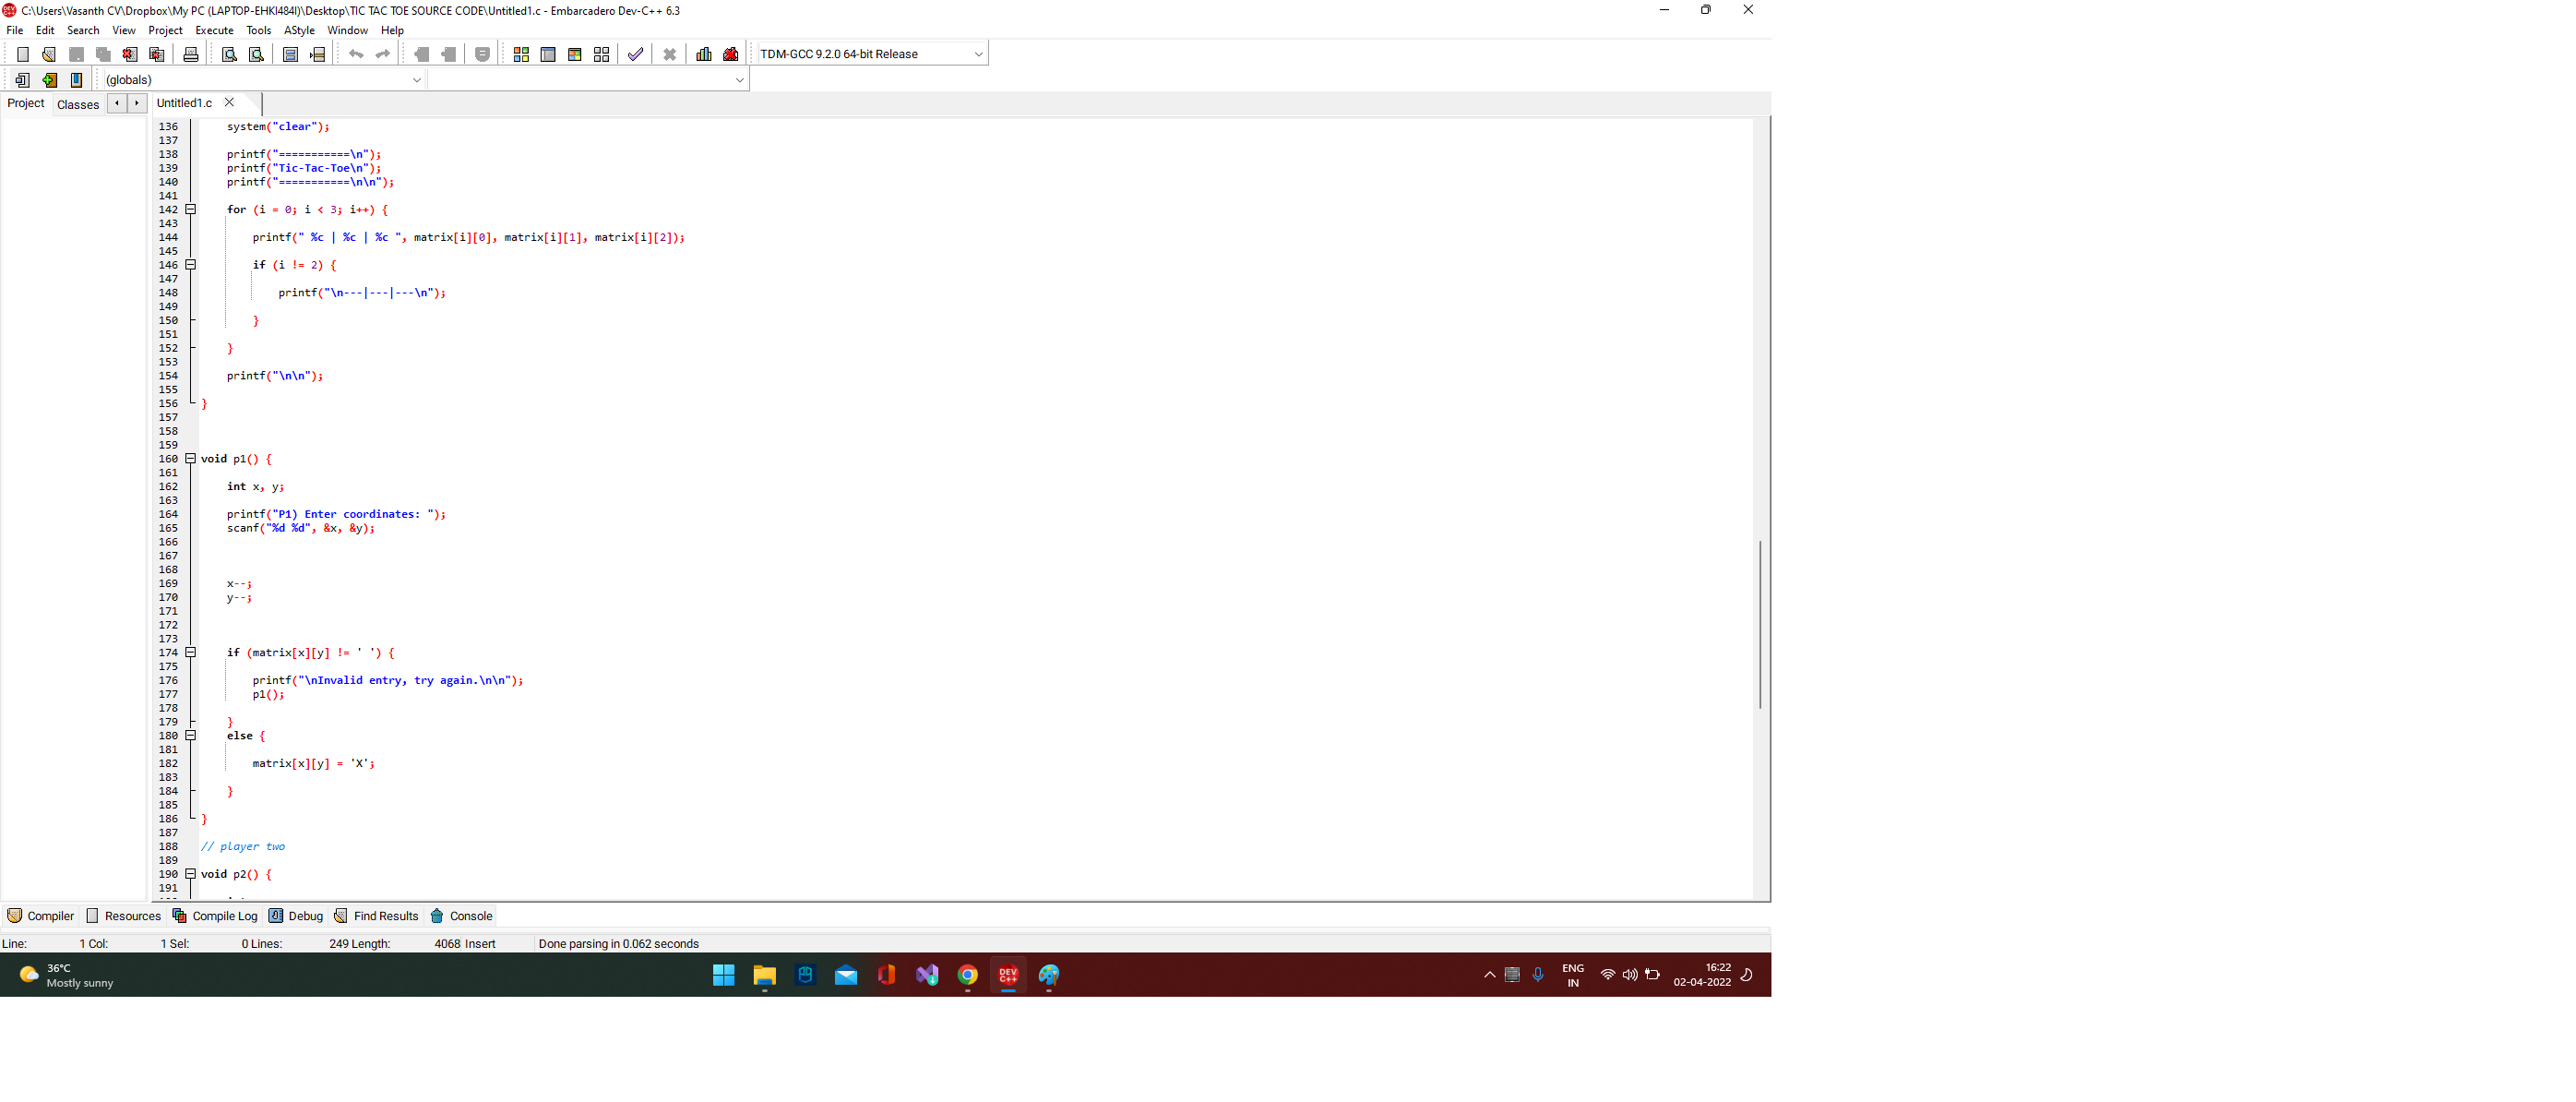 C:\Users\Vasanth CV\Dropbox\My PC (LAPTOP-EHKI484I)\Desktop\TIC TAC TOE SOURCE CODE\Untitled1.c - Embarcadero Dev-C++ 6.3
File Edit Search View Project Execute Tools AStyle Window Help
TDM-GCC 9.2.0 64-bit Release
(globals)
Project Classes Untitled1.c
136 system("clear");
137
138 printf("===========\n");
139 printf("Tic-Tac-Toe\n");
140 printf("===========\n\n");
141
142 for (i = 0; i < 3; i++) {
143
144 printf(" %c | %c | %c ", matrix[i][0], matrix[i][1], matrix[i][2]);
145
146 if (i != 2) {
147
148 printf("\n---|---|---\n");
149
150 }
151
152 }
153
154 printf("\n\n");
155
156 }
157
158
159
160 void p1() {
161
162 int x, y;
163
164 printf("P1) Enter coordinates: ");
165 scanf("%d %d", &x, &y);
166
167
168
169 x--;
170 y--;
171
172
173
174 if (matrix[x][y] != ' ') {
175
176 printf("\nInvalid entry, try again.\n\n");
177 p1();
178
179 }
180 else {
181
182 matrix[x][y] = 'X';
183
184 }
185
186 }
187
188 // player two
189
190 void p2() {
191
Compiler Resources Compile Log Debug Find Results Console
Line: 1 Col: 1 Sel: 0 Lines: 249 Length: 4068 Insert Done parsing in 0.062 seconds
36°C
Mostly sunny
DEV
C++
ENG
IN
16:22
02-04-2022